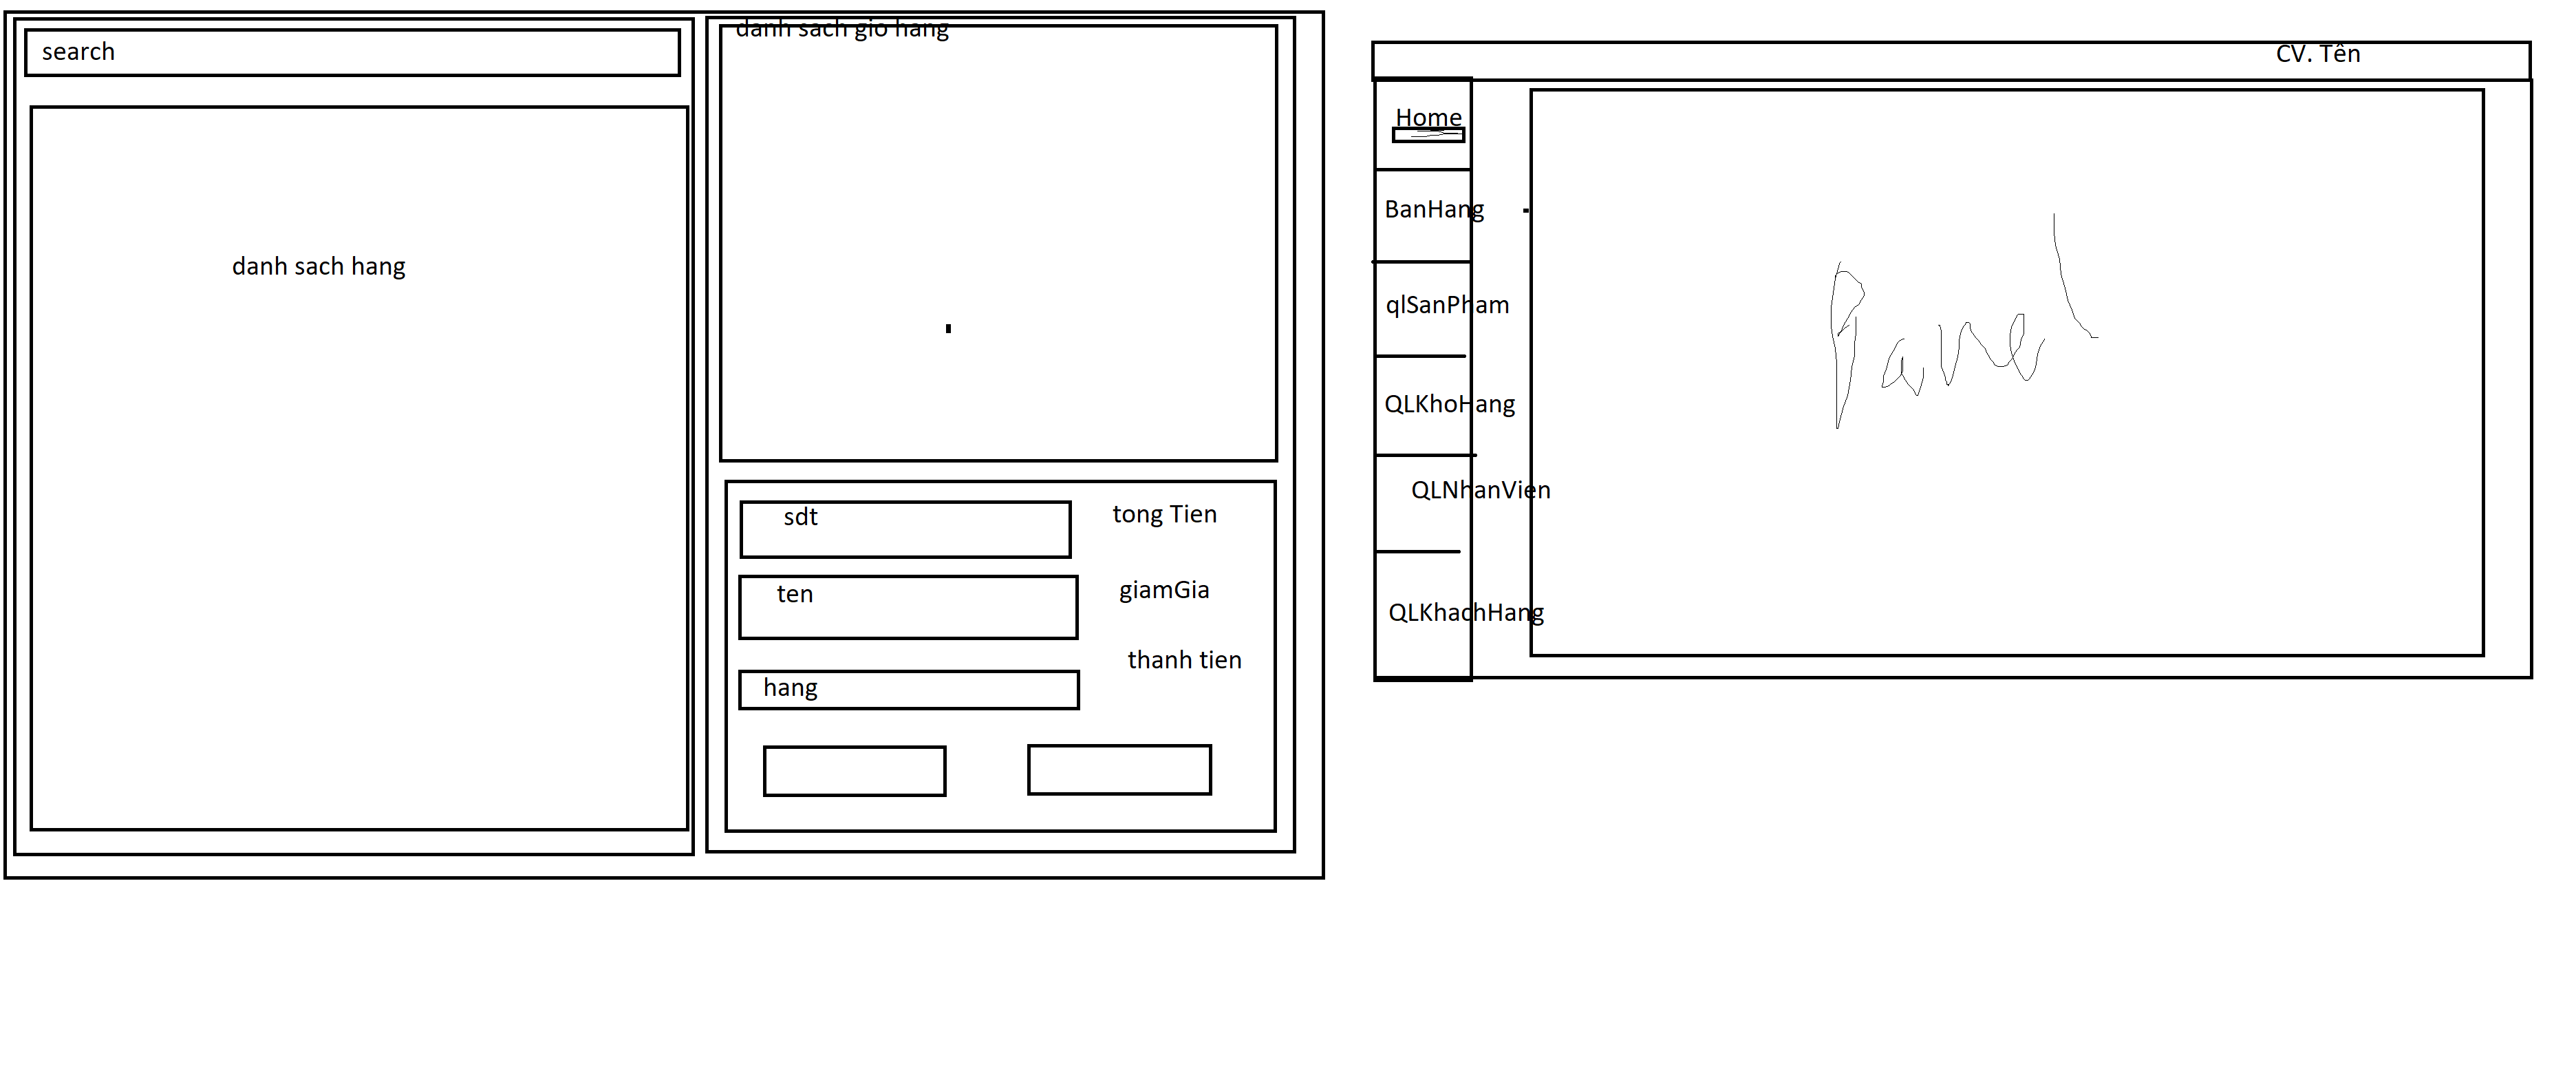 search
danh sach hang
danh sach gio hang
sdt
tong Tien
ten
giamGia
thanh tien
hang
CV. Tên
Home
BanHang
qlSanPham
QLKhoHang
QLNhanVien
QLKhachHang
Panel